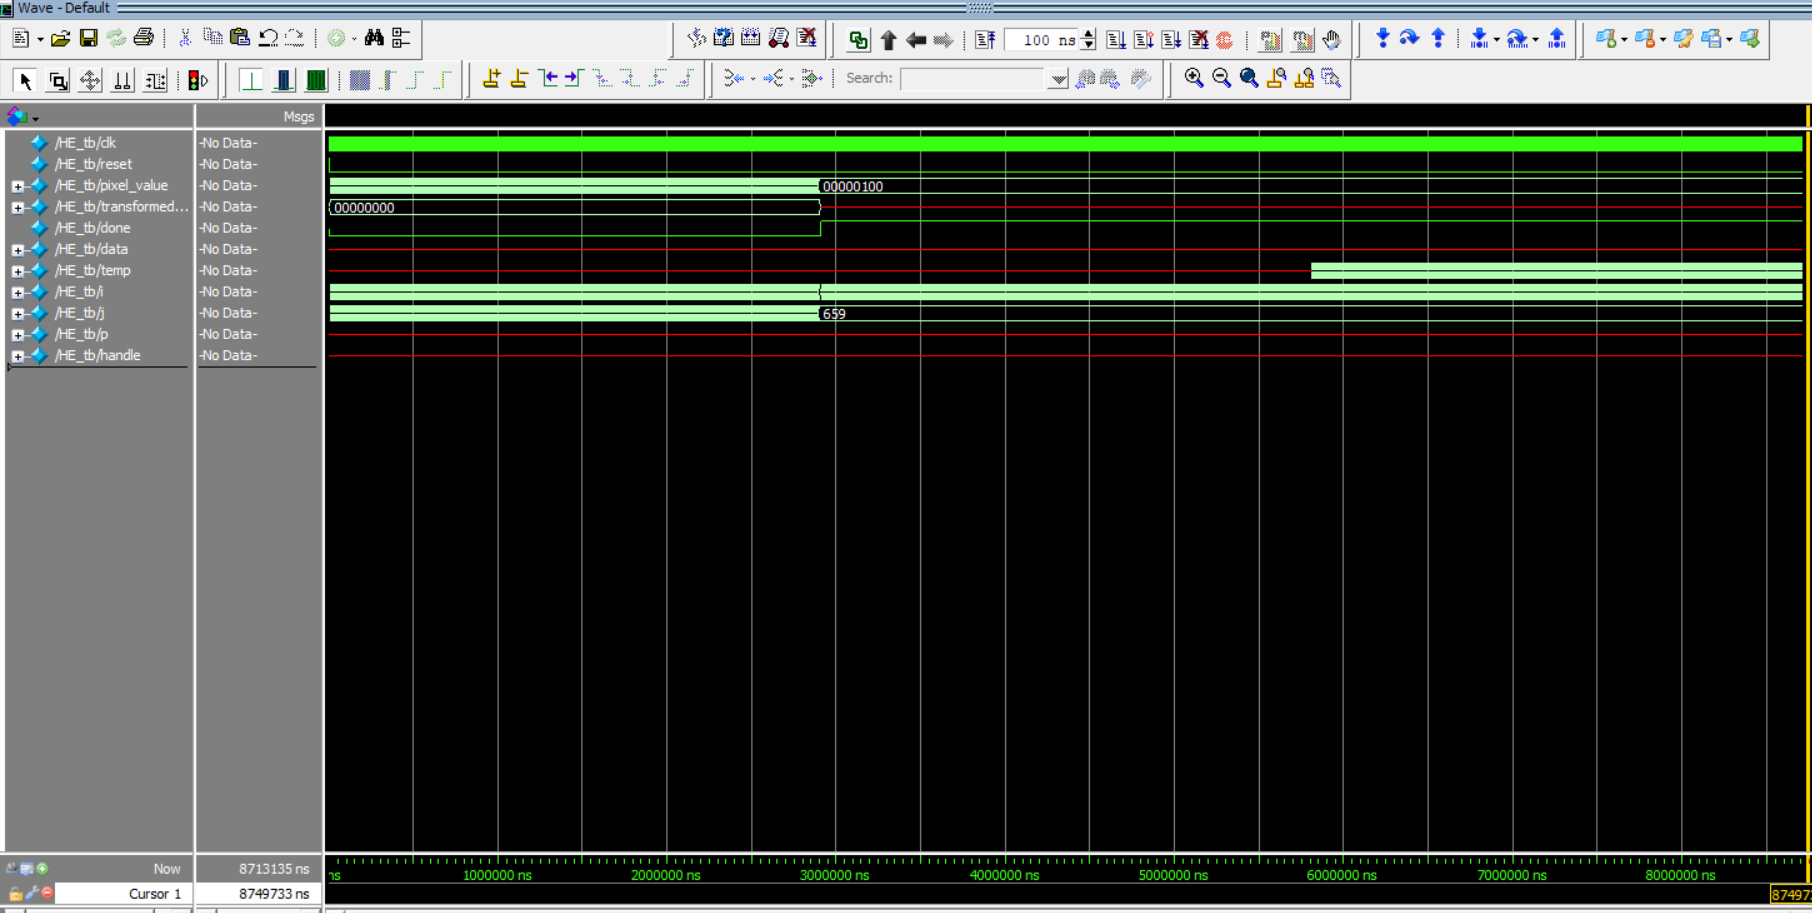 Wave - Default
100 ns
Search:
Msgs
/HE_tb/clk -No Data-
/HE_tb/reset -No Data-
/HE_tb/pixel_value -No Data- 00000100
/HE_tb/transformed... -No Data- 00000000
/HE_tb/done -No Data-
/HE_tb/data -No Data-
/HE_tb/temp -No Data-
/HE_tb/i -No Data-
/HE_tb/j -No Data- 659
/HE_tb/p -No Data-
/HE_tb/handle -No Data-
Now 8713135 ns ns 1000000 ns 2000000 ns 3000000 ns 4000000 ns 5000000 ns 6000000 ns 7000000 ns 8000000 ns
Cursor 1 8749733 ns 87497